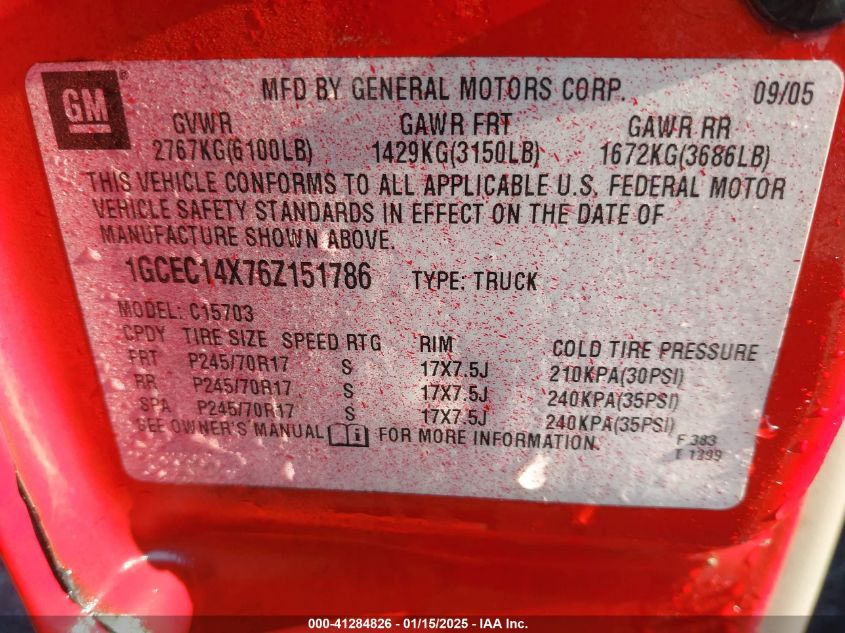 GM
MFD BY GENERAL MOTORS CORP. 09/05
GVWR GAWR FRT GAWR RR
2767KG(6100LB) 1429KG(3150LB) 1672KG(3686LB)
THIS VEHICLE CONFORMS TO ALL APPLICABLE U.S. FEDERAL MOTOR
VEHICLE SAFETY STANDARDS IN EFFECT ON THE DATE OF
MANUFACTURE SHOWN ABOVE.
1GCEC14X76Z151786 TYPE: TRUCK
MODEL: C15703
CPDY TIRE SIZE SPEED RTG RIM COLD TIRE PRESSURE
FRT P245/70R17 S 17X7.5J 210KPA(30PSI)
RR P245/70R17 S 17X7.5J 240KPA(35PSI)
SPA P245/70R17 S 17X7.5J 240KPA(35PSI)
SEE OWNER'S MANUAL FOR MORE INFORMATION.
F 383
T 1299
000-41284826 - 01/15/2025 - IAA Inc.